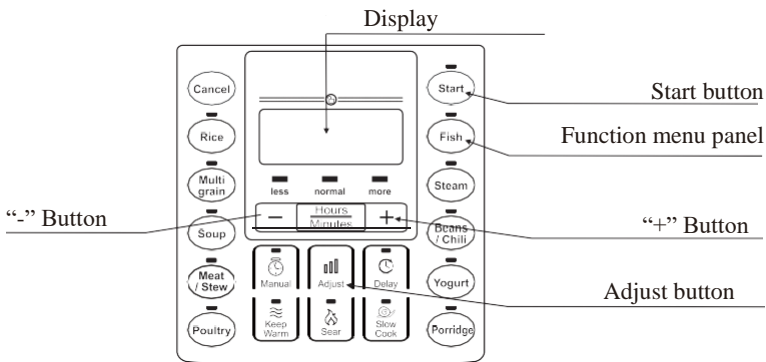 Display
Cancel
Start
Start button
Rice
Fish
Function menu panel
Multi
grain
less normal more
Steam
"-" Button
−
Hours
Minutes
+
"+" Button
Soup
Beans
/ Chili
Meat
/ Stew
Manual
Adjust
Delay
Yogurt
Adjust button
Poultry
Keep
Warm
Sear
Slow
Cook
Porridge